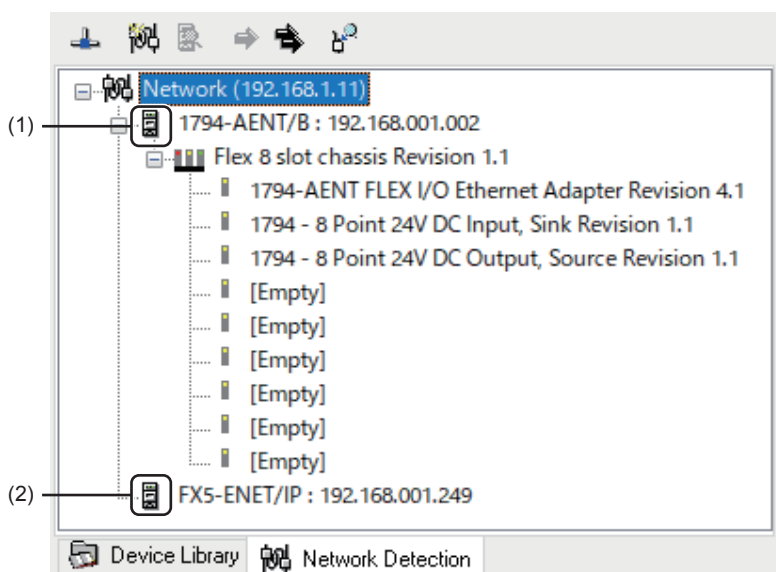 Network (192.168.1.11)
(1)
1794-AENT/B : 192.168.001.002
Flex 8 slot chassis Revision 1.1
1794-AENT FLEX I/O Ethernet Adapter Revision 4.1
1794 - 8 Point 24V DC Input, Sink Revision 1.1
1794 - 8 Point 24V DC Output, Source Revision 1.1
[Empty]
[Empty]
[Empty]
[Empty]
[Empty]
[Empty]
(2)
FX5-ENET/IP : 192.168.001.249
Device Library
Network Detection